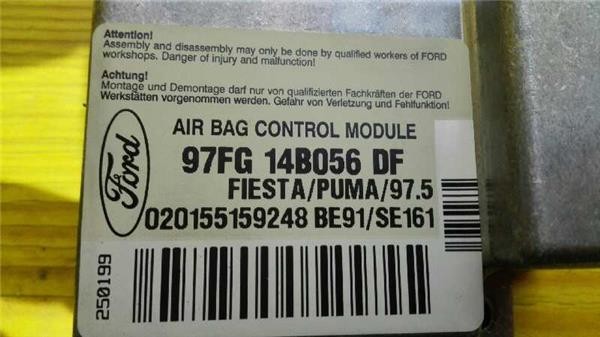 Attention!
Assembly and disassembly may only be done by qualified workers of FORD
workshops. Danger of injury and malfunction!
Achtung!
Montage und Demontage darf nur von qualifizierten Fachkräften der FORD
Werkstätten vorgenommen werden. Gefahr von Verletzung und Fehlfunktion!
Ford
AIR BAG CONTROL MODULE
97FG 14B056 DF
FIESTA/PUMA/97.5
020155159248 BE91/SE161
250199